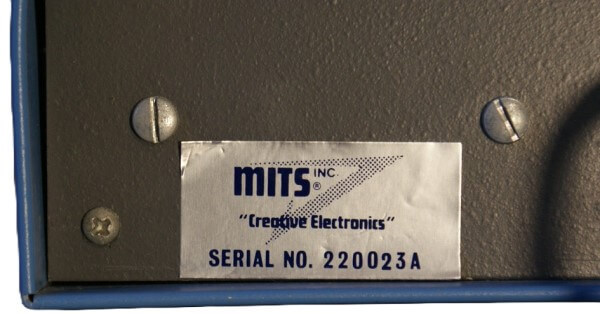 MITS INC ®
"Creative Electronics"
SERIAL NO. 220023A